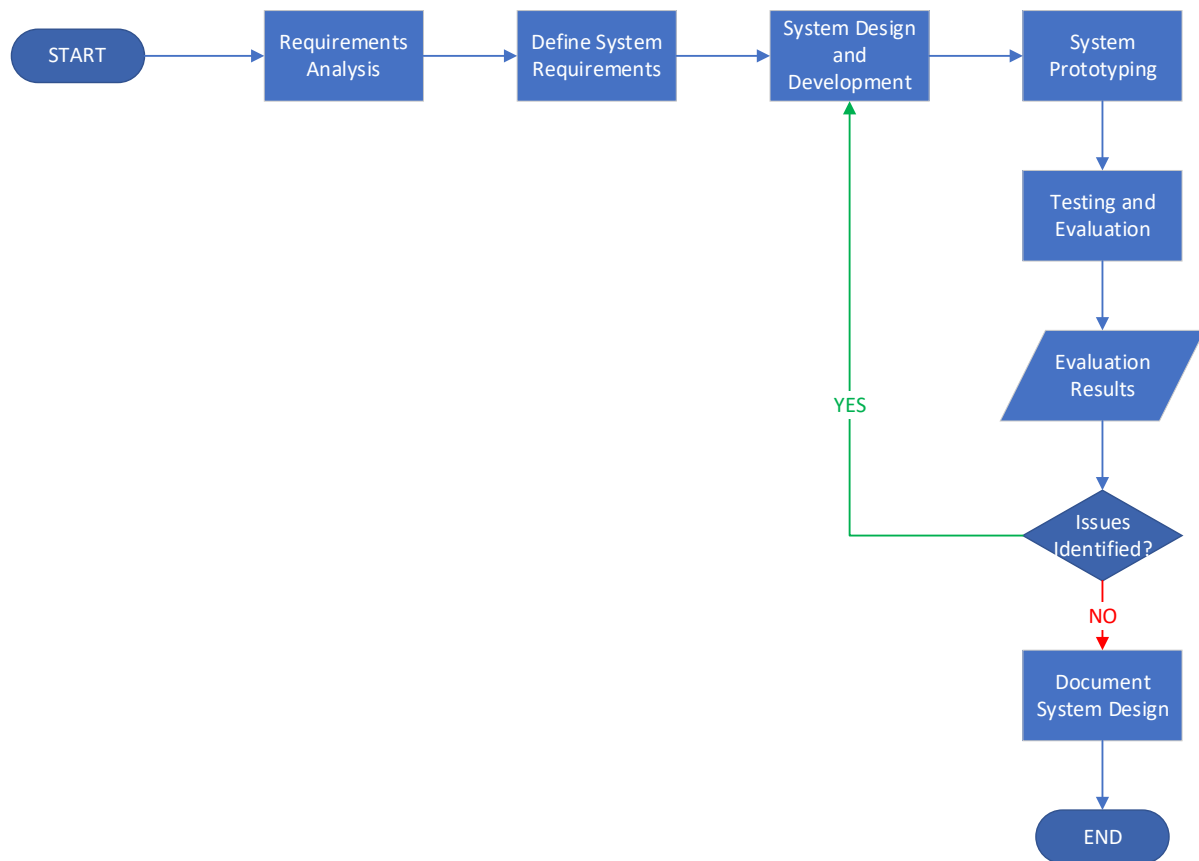 START
Requirements
Analysis
Define System
Requirements
System Design
and
Development
System
Prototyping
Testing and
Evaluation
Evaluation
Results
YES
Issues
Identified?
NO
Document
System Design
END